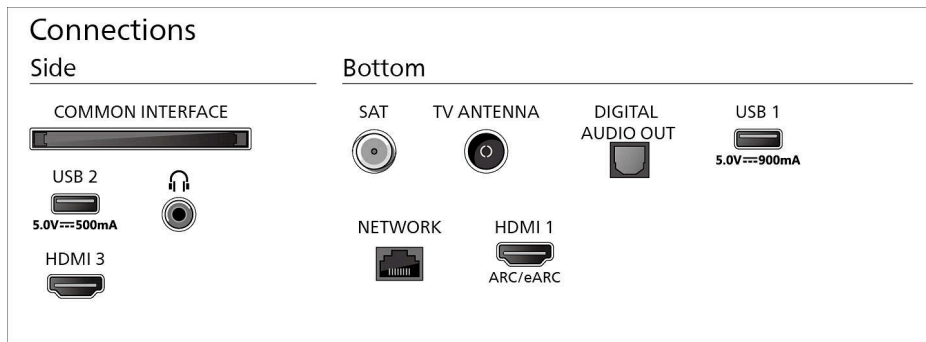 Connections
Side
COMMON INTERFACE
USB 2
5.0V⎓500mA
HDMI 3
Bottom
SAT
TV ANTENNA
DIGITAL
AUDIO OUT
USB 1
5.0V⎓900mA
NETWORK
HDMI 1
ARC/eARC